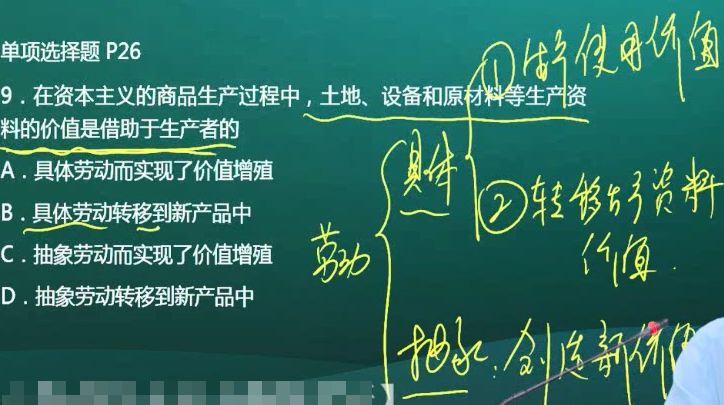 单项选择题 P26
9．在资本主义的商品生产过程中，土地、设备和原材料等生产资
料的价值是借助于生产者的
A．具体劳动而实现了价值增殖
B．具体劳动转移到新产品中
C．抽象劳动而实现了价值增殖
D．抽象劳动转移到新产品中
劳动
具体
① 生产使用价值
② 转移生产资料
价值.
抽象：创造新价值
】